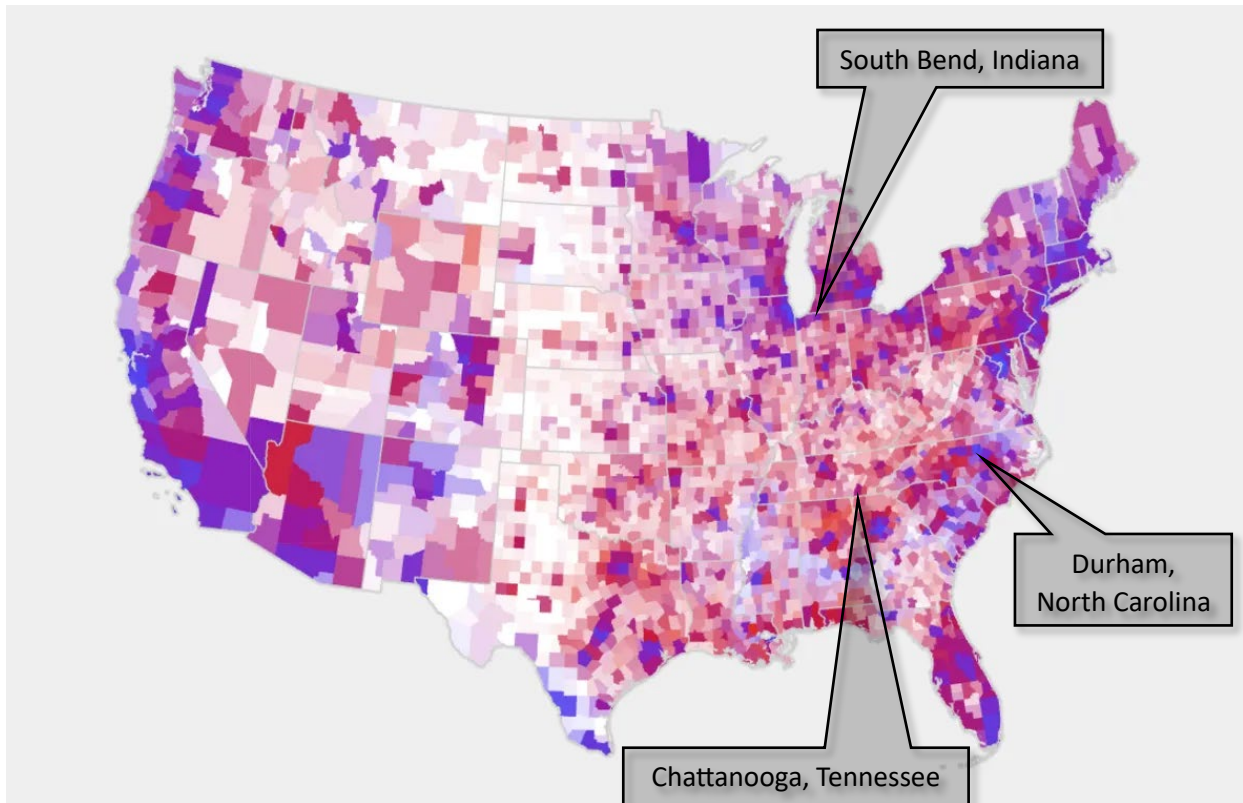 South Bend, Indiana
Durham,
North Carolina
Chattanooga, Tennessee